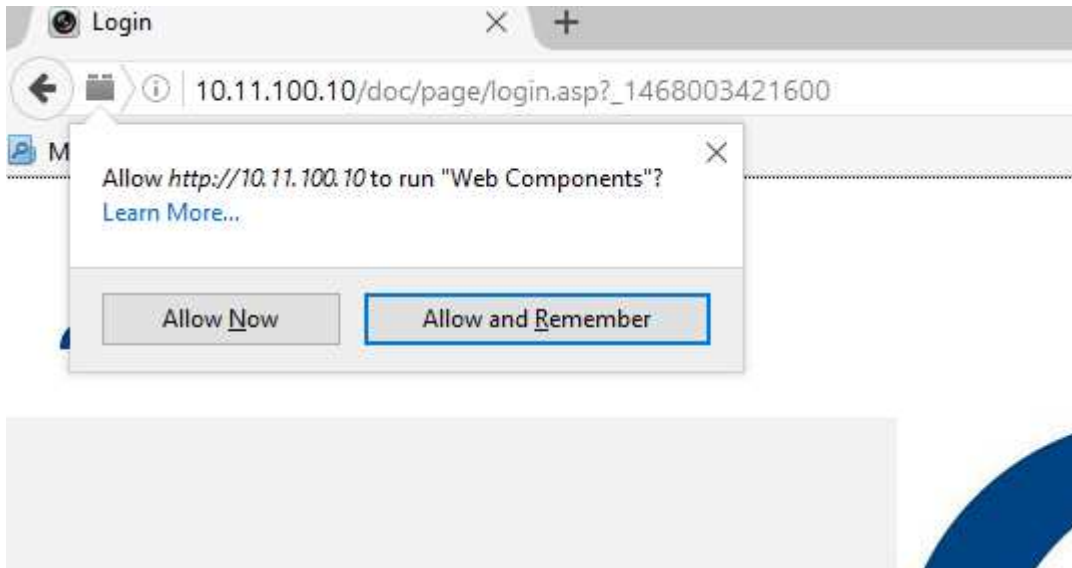 Login
10.11.100.10/doc/page/login.asp?_1468003421600
M
Allow http://10.11.100.10 to run "Web Components"?
Learn More...
Allow Now
Allow and Remember